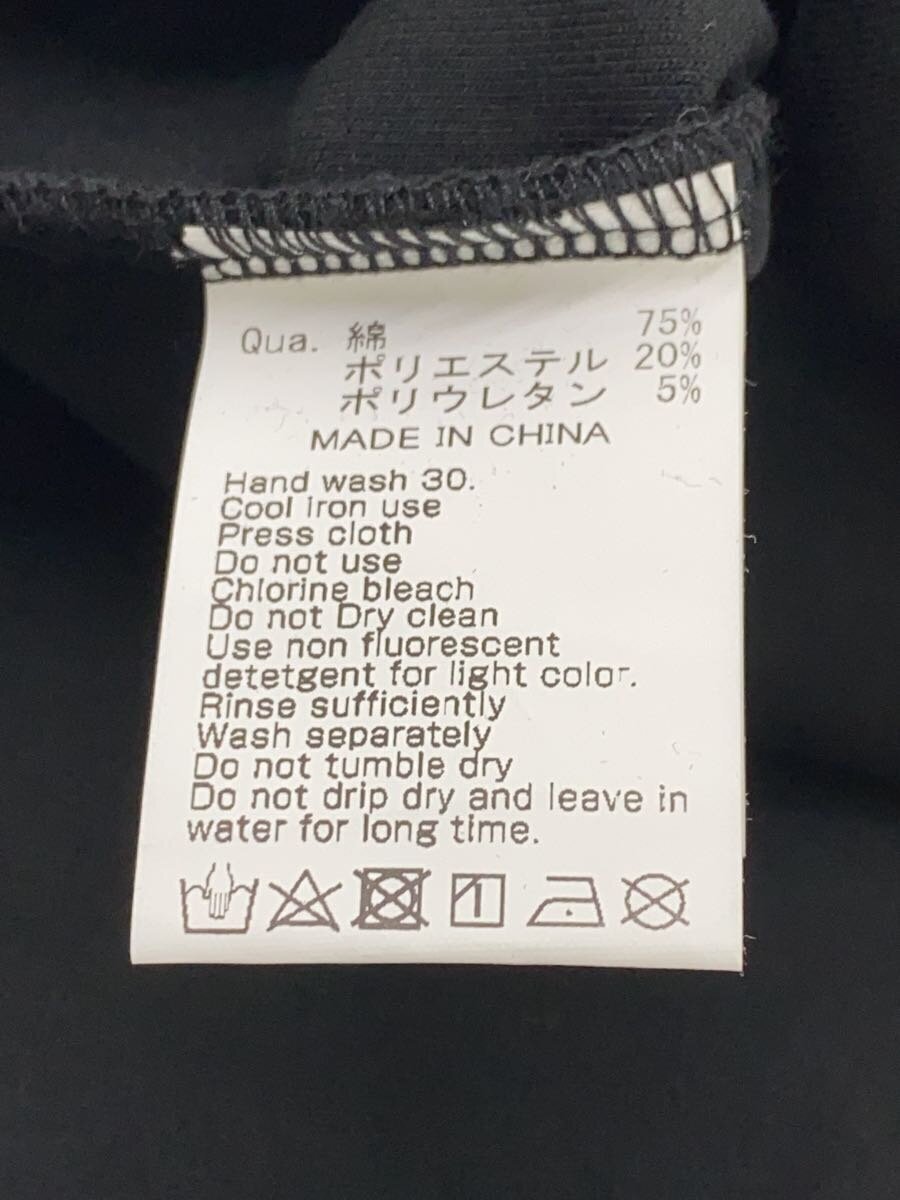 Qua. 綿 75%
ポリエステル 20%
ポリウレタン 5%
MADE IN CHINA
Hand wash 30.
Cool iron use
Press cloth
Do not use
Chlorine bleach
Do not Dry clean
Use non fluorescent
detetgent for light color.
Rinse sufficiently
Wash separately
Do not tumble dry
Do not drip dry and leave in
water for long time.